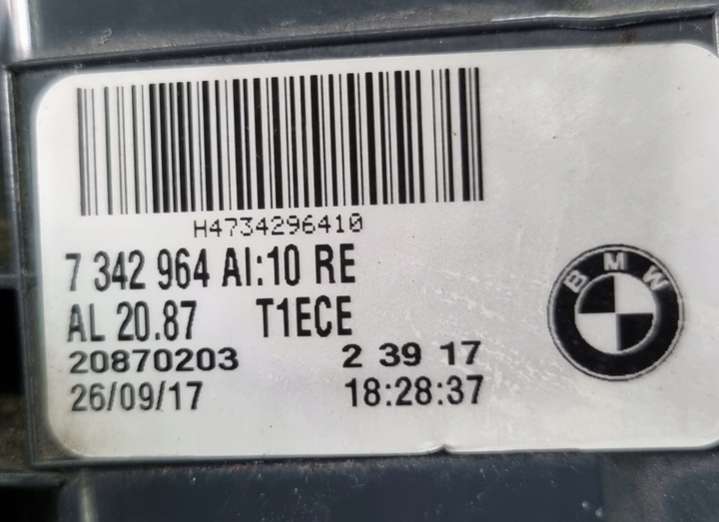 H4734296410
7 342 964 AI:10 RE
AL 20.87 T1ECE
20870203 2 39 17
26/09/17 18:28:37
BMW